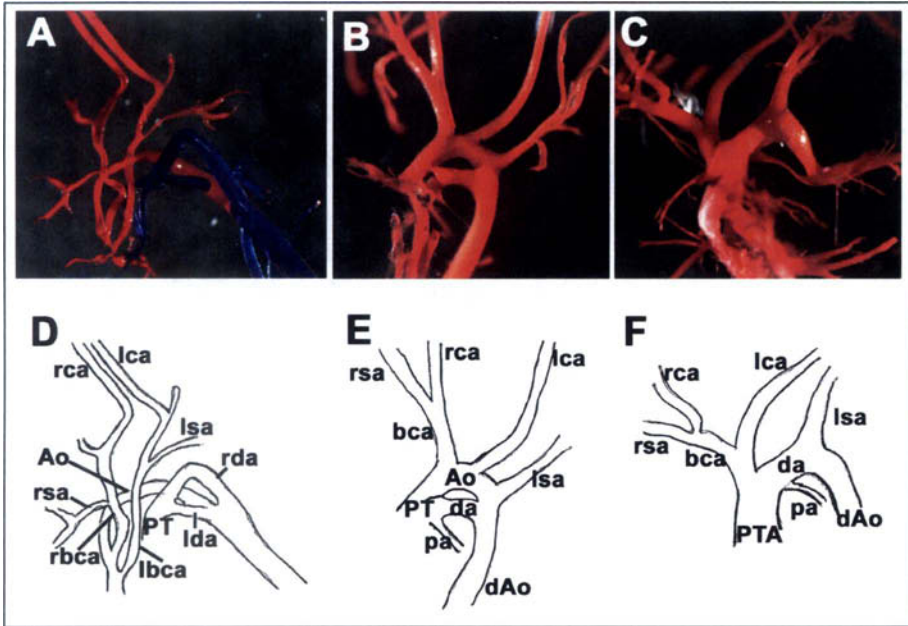 A
B
C
D
rca
lca
lsa
Ao
rda
rsa
PT
lda
rbca
lbca
E
rsa
rca
lca
bca
Ao
lsa
PT
da
pa
dAo
F
rca
lca
lsa
rsa
bca
da
pa
PTA
dAo